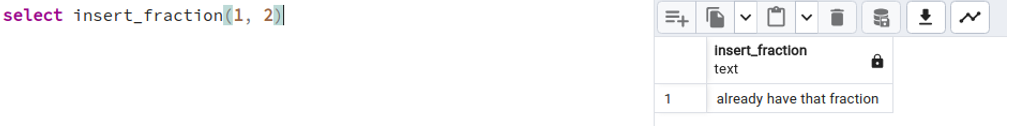 select insert_fraction(1, 2)
insert_fraction
text
1 already have that fraction